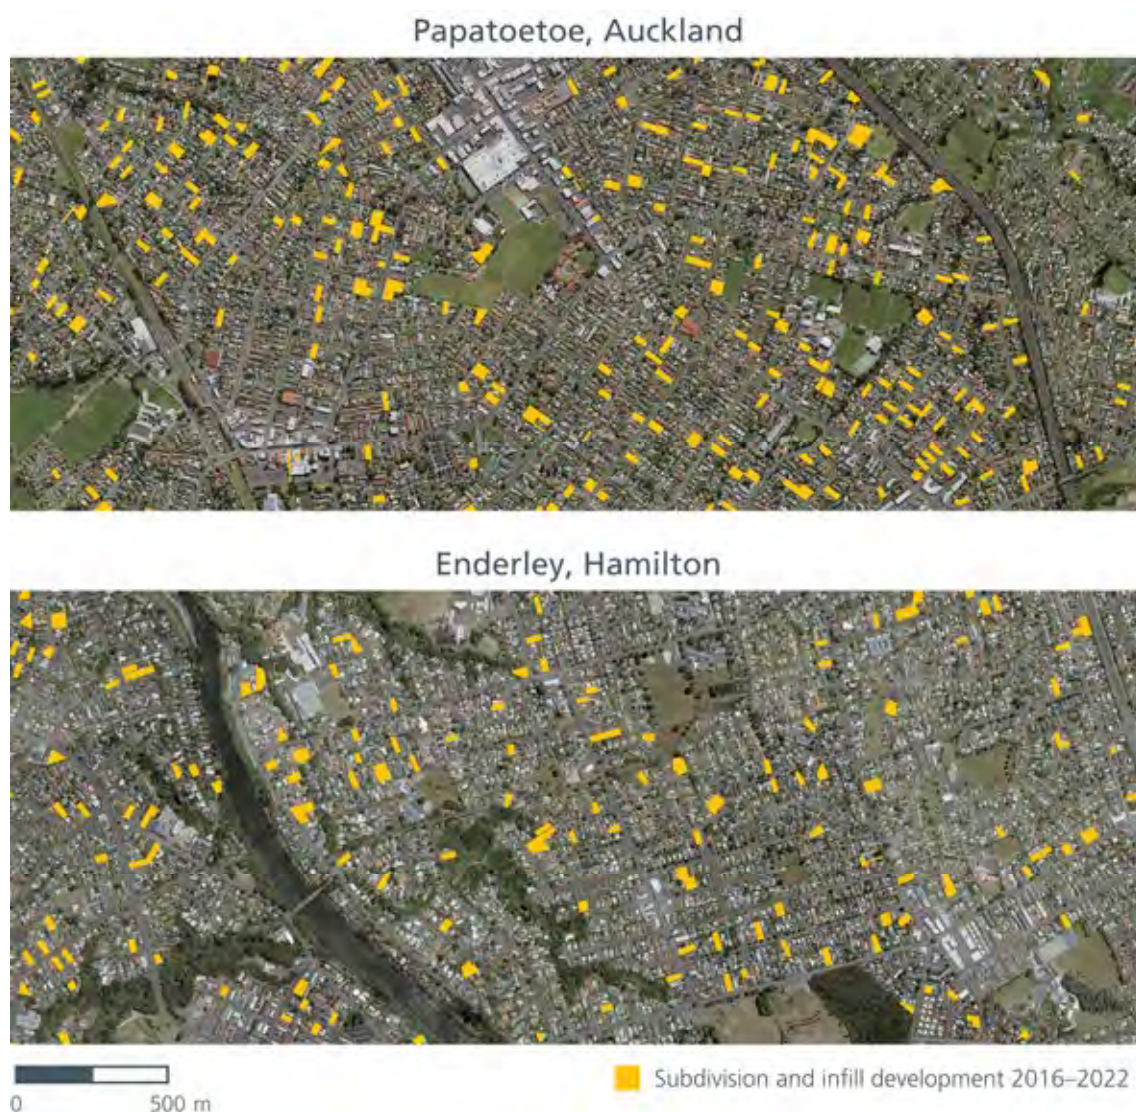 Papatoetoe, Auckland
Enderley, Hamilton
0 500 m
Subdivision and infill development 2016–2022